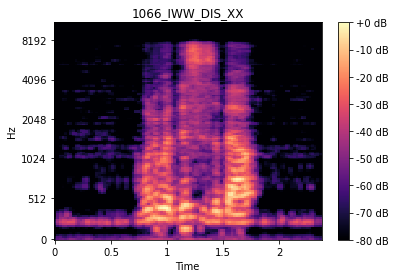 1066_IWW_DIS_XX
+0 dB
8192
-10 dB
-20 dB
4096
-30 dB
Hz
2048
-40 dB
1024
-50 dB
512
-60 dB
-70 dB
0
-80 dB
0 0.5 1 1.5 2
Time